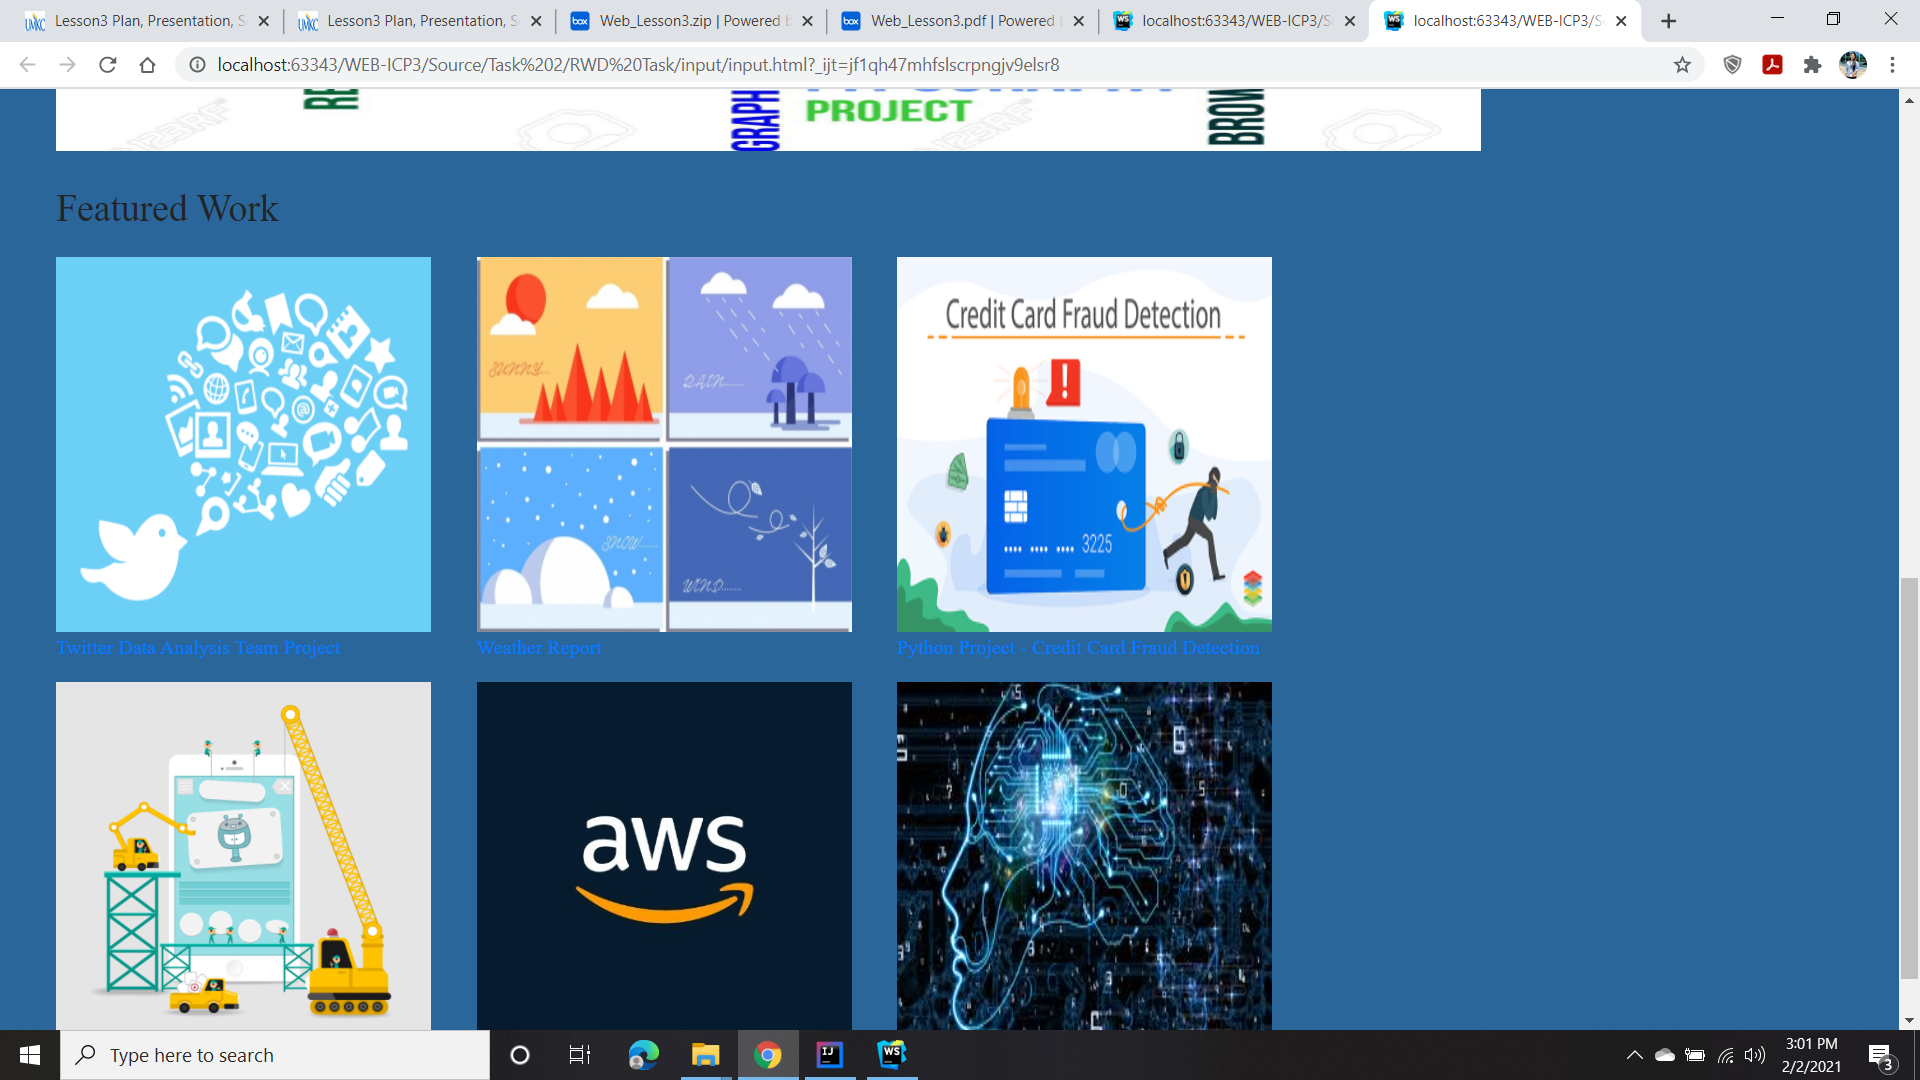 Lesson3 Plan, Presentation, S
Lesson3 Plan, Presentation, S
Web_Lesson3.zip | Powered b
Web_Lesson3.pdf | Powered
localhost:63343/WEB-ICP3/S
localhost:63343/WEB-ICP3/S
localhost:63343/WEB-ICP3/Source/Task%202/RWD%20Task/input/input.html?_ijt=jf1qh47mhfslscrpngjv9elsr8
GRAPH
PROJECT
BROW
123RF
Featured Work
SUNNY...
RAIN.......
SNOW......
WIND........
Credit Card Fraud Detection
3225
Twitter Data Analysis Team Project
Weather Report
Python Project - Credit Card Fraud Detection
aws
Type here to search
3:01 PM
2/2/2021
3